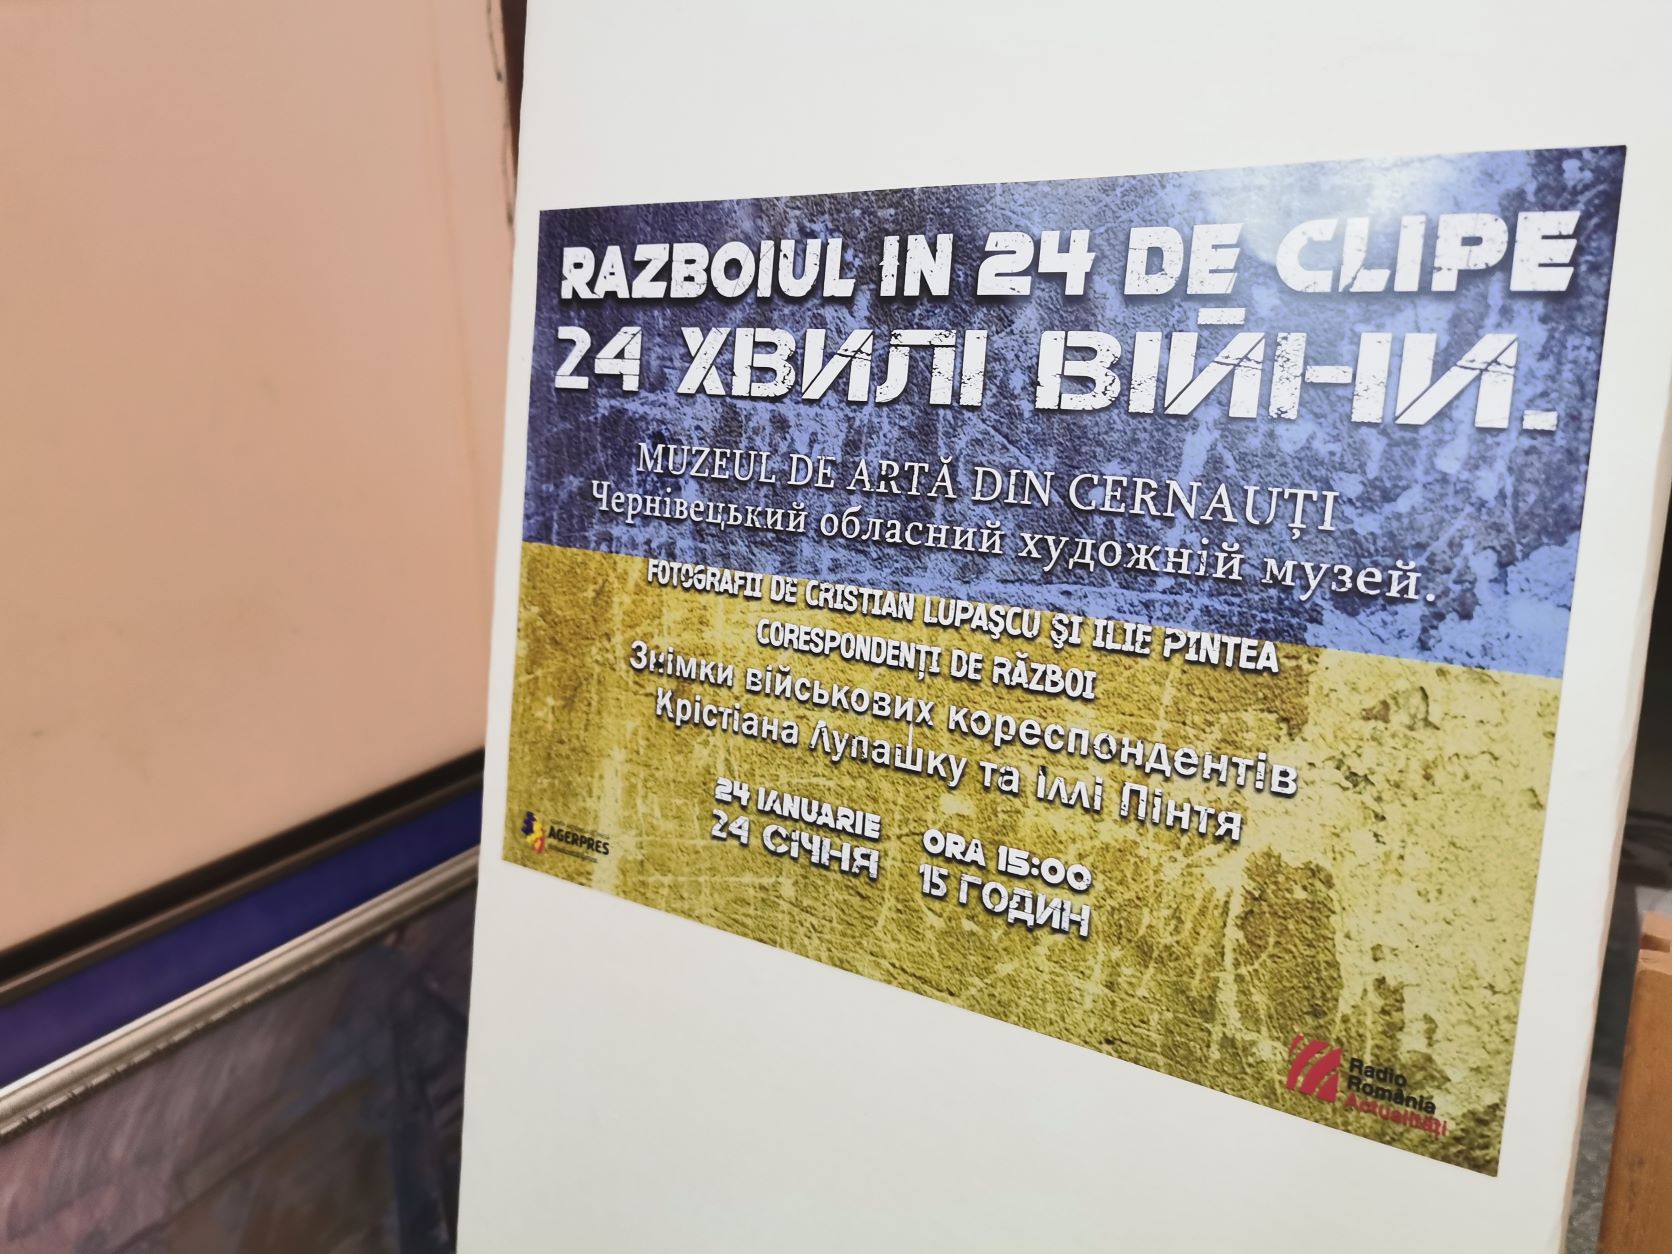 RAZBOIUL IN 24 DE CLIPE
24 ХВИЛІ ВІЙНИ.
MUZEUL DE ARTĂ DIN CERNAUȚI
Чернівецький обласний художній музей.
FOTOGRAFII DE CRISTIAN LUPAŞCU ŞI ILIE PINTEA
CORESPONDENȚI DE RĂZBOI
Знімки військових кореспондентів
Крістіана Лупашку та Іллі Пінтя
24 IANUARIE
24 СІЧНЯ
ORA 15:00
15 ГОДИН
AGERPRES
Radio
România
Actualități